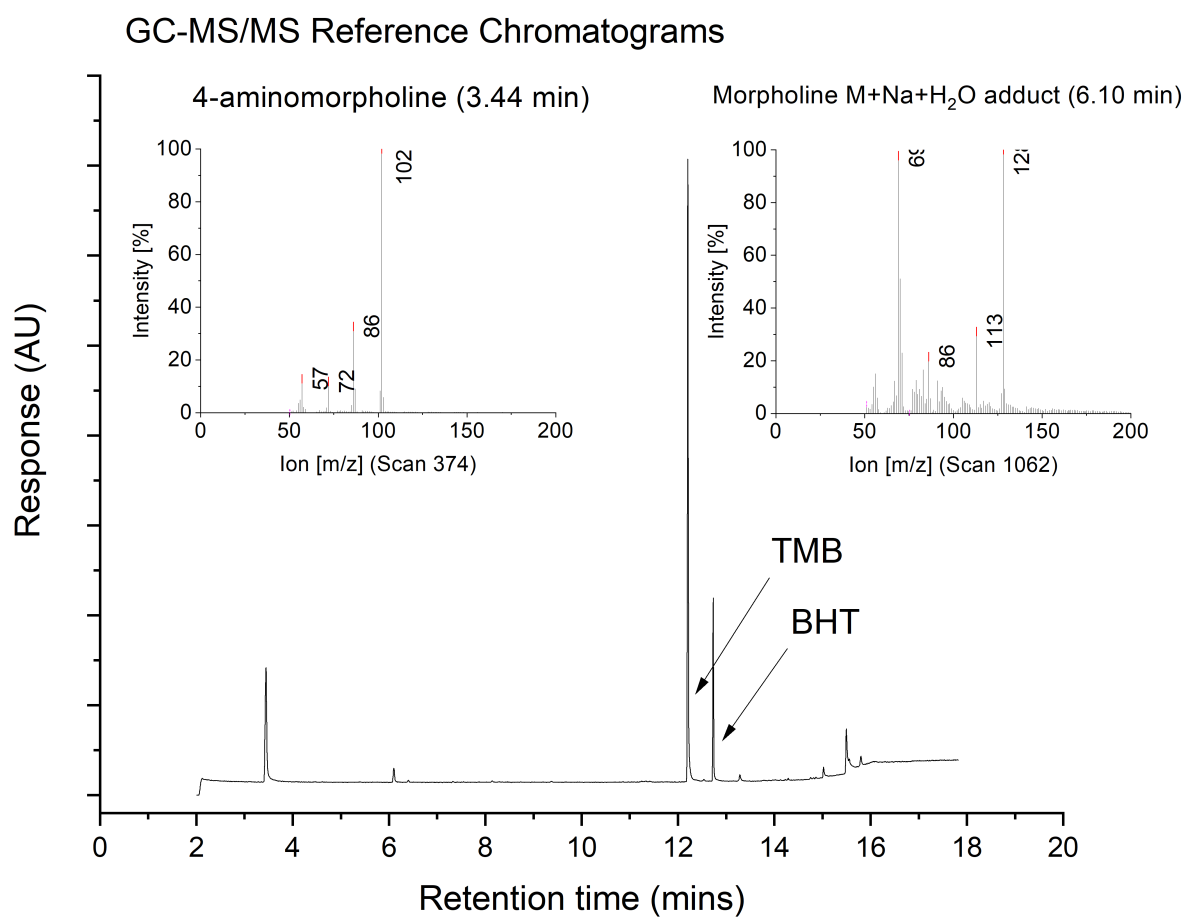 GC-MS/MS Reference Chromatograms
4-aminomorpholine (3.44 min)
Morpholine M+Na+H₂O adduct (6.10 min)
100
80
60
40
20
0
Intensity [%]
102
86
57
72
0 50 100 150 200
Ion [m/z] (Scan 374)
100
80
60
40
20
0
Intensity [%]
69
128
86
113
0 50 100 150 200
Ion [m/z] (Scan 1062)
Response (AU)
TMB
BHT
0 2 4 6 8 10 12 14 16 18 20
Retention time (mins)